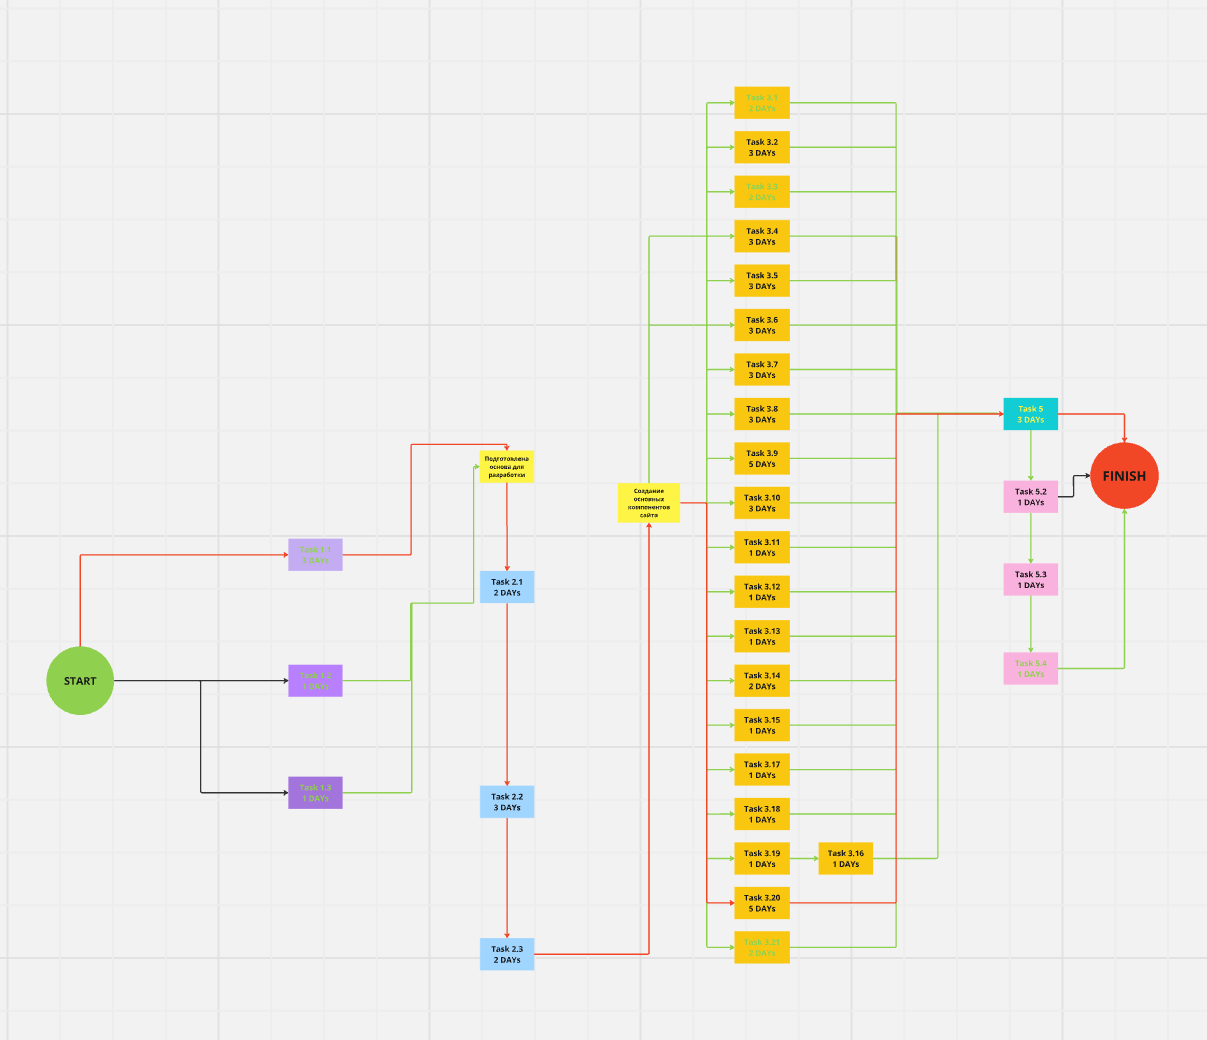 START
Task 1.1
3 DAYs
Task 1.2
1 DAYs
Task 1.3
1 DAYs
Подготовлена
основа для
разработки
Task 2.1
2 DAYs
Task 2.2
3 DAYs
Task 2.3
2 DAYs
Создание
основных
компонентов
сайта
Task 3.1
2 DAYs
Task 3.2
3 DAYs
Task 3.3
2 DAYs
Task 3.4
3 DAYs
Task 3.5
3 DAYs
Task 3.6
3 DAYs
Task 3.7
3 DAYs
Task 3.8
3 DAYs
Task 3.9
5 DAYs
Task 3.10
3 DAYs
Task 3.11
1 DAYs
Task 3.12
1 DAYs
Task 3.13
1 DAYs
Task 3.14
2 DAYs
Task 3.15
1 DAYs
Task 3.17
1 DAYs
Task 3.18
1 DAYs
Task 3.19
1 DAYs
Task 3.16
1 DAYs
Task 3.20
5 DAYs
Task 3.21
2 DAYs
Task 5
3 DAYs
Task 5.2
1 DAYs
Task 5.3
1 DAYs
Task 5.4
1 DAYs
FINISH